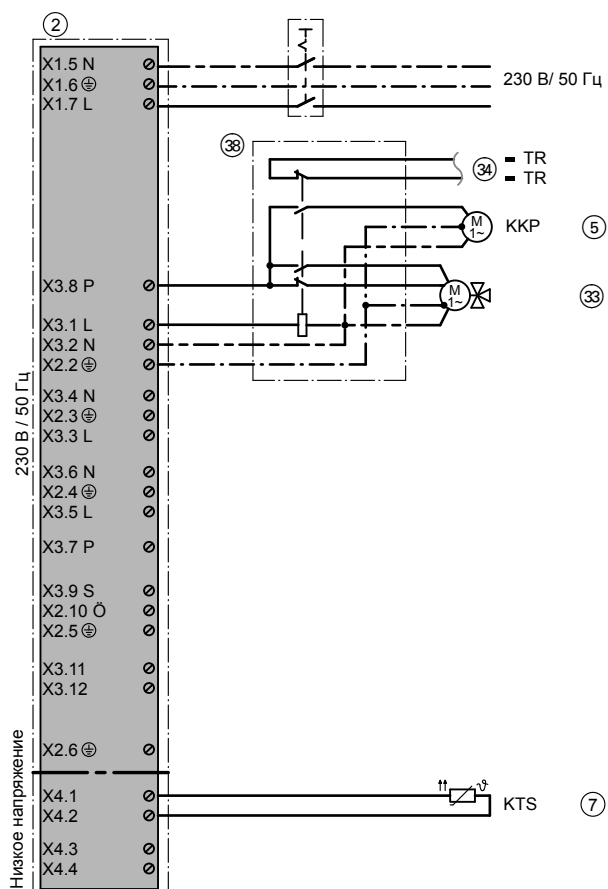 2
X1.5 N
X1.6
X1.7 L
230 В/ 50 Гц
38
34
TR
TR
M
1~
KKP
5
X3.8 P
M
1~
33
X3.1 L
X3.2 N
X2.2
X3.4 N
X2.3
X3.3 L
230 В / 50 Гц
X3.6 N
X2.4
X3.5 L
X3.7 P
X3.9 S
X2.10 Ö
X2.5
X3.11
X3.12
X2.6
Низкое напряжение
X4.1
X4.2
ϑ
KTS
7
X4.3
X4.4